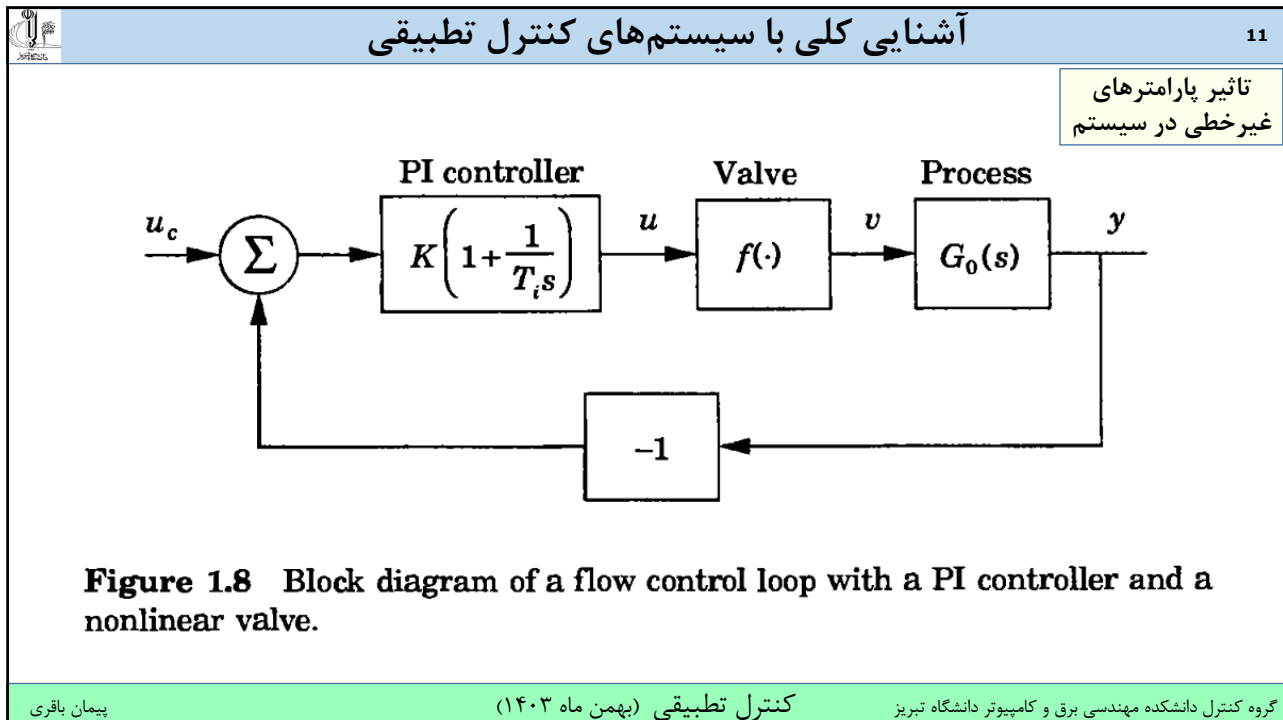 آشنایی کلی با سیستم‌های کنترل تطبیقی
11
تاثیر پارامترهای
غیرخطی در سیستم
PI controller
Valve
Process
u_c
Σ
K(1+1/(T_i s))
u
f(·)
v
G_0(s)
y
−1
Figure 1.8 Block diagram of a flow control loop with a PI controller and a
nonlinear valve.
گروه کنترل دانشکده مهندسی برق و کامپیوتر دانشگاه تبریز
کنترل تطبیقی (بهمن ماه ۱۴۰۳)
پیمان باقری